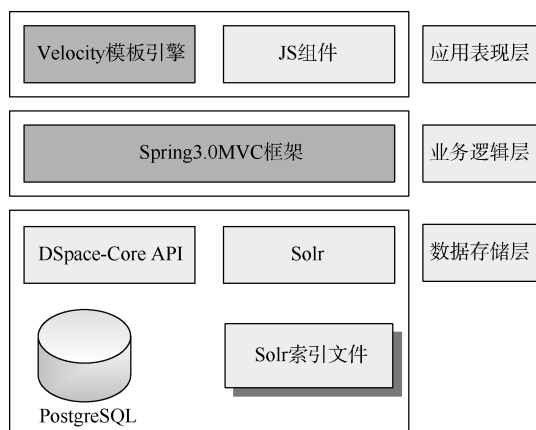 Velocity模板引擎
JS组件
应用表现层
Spring3.0MVC框架
业务逻辑层
DSpace-Core API
Solr
数据存储层
Solr索引文件
PostgreSQL